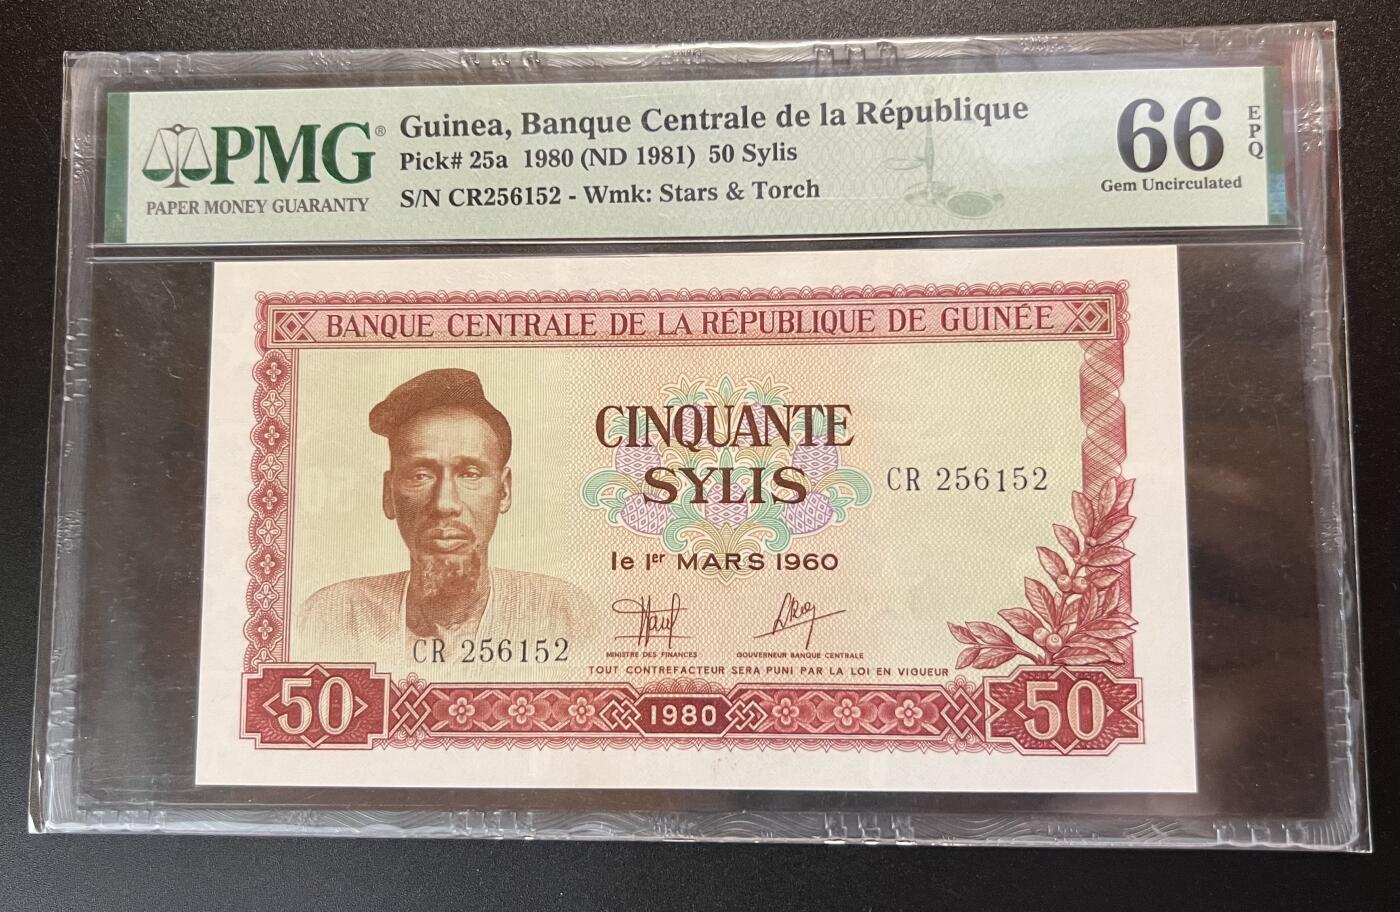 PMG®
PAPER MONEY GUARANTY
Guinea, Banque Centrale de la République
Pick# 25a 1980 (ND 1981) 50 Sylis
S/N CR256152 - Wmk: Stars & Torch
66 EPQ
Gem Uncirculated
BANQUE CENTRALE DE LA RÉPUBLIQUE DE GUINÉE
CINQUANTE
SYLIS
CR 256152
le 1er MARS 1960
CR 256152
MINISTRE DES FINANCES GOUVERNEUR BANQUE CENTRALE
TOUT CONTREFACTEUR SERA PUNI PAR LA LOI EN VIGUEUR
50 1980 50